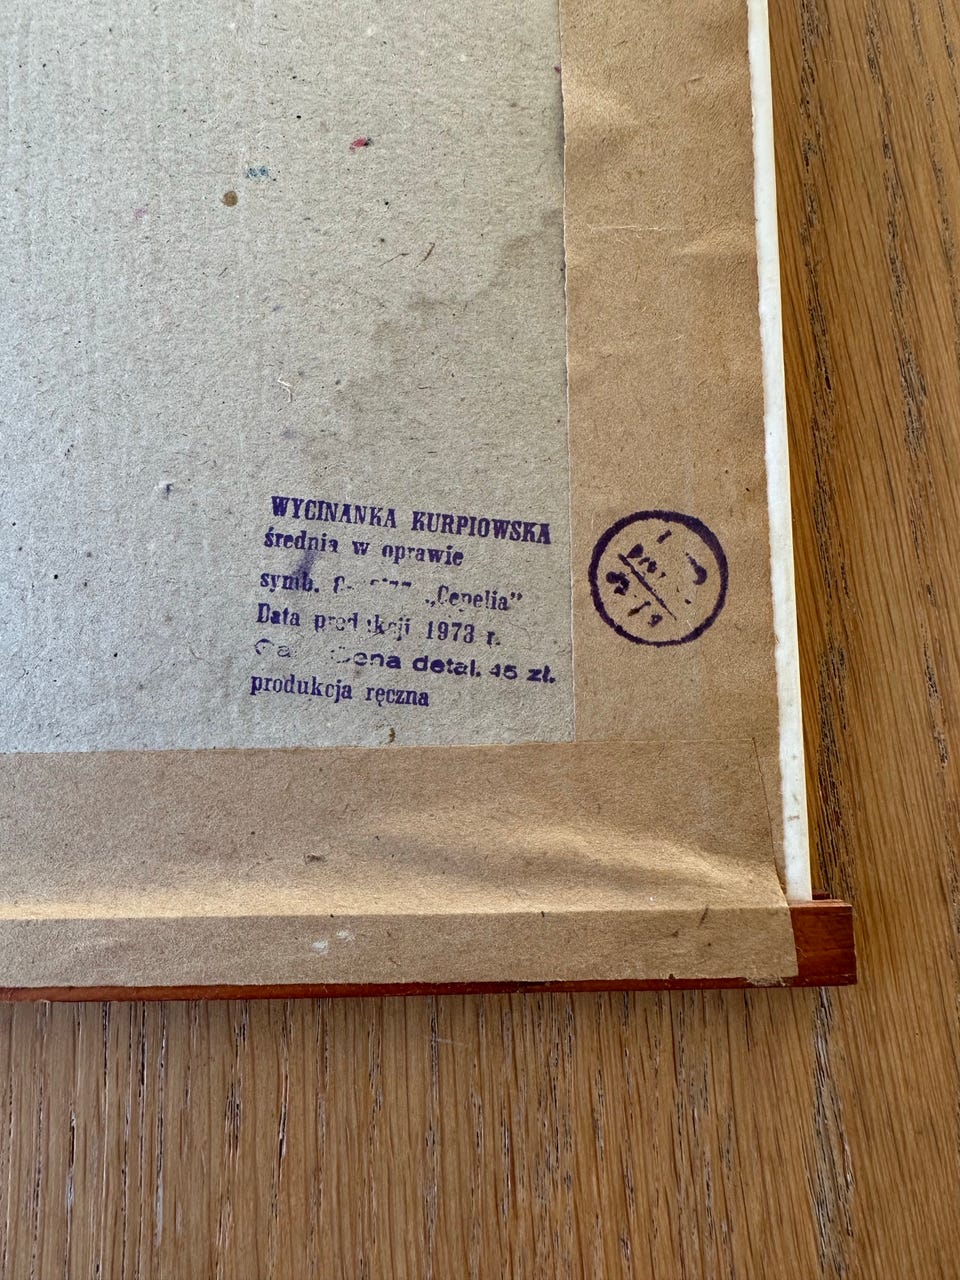 WYCINANKA KURPIOWSKA
średnia w oprawie
symb. „Cepelia”
Data produkcji 1973 r.
Cena detal. 45 zł.
produkcja ręczna